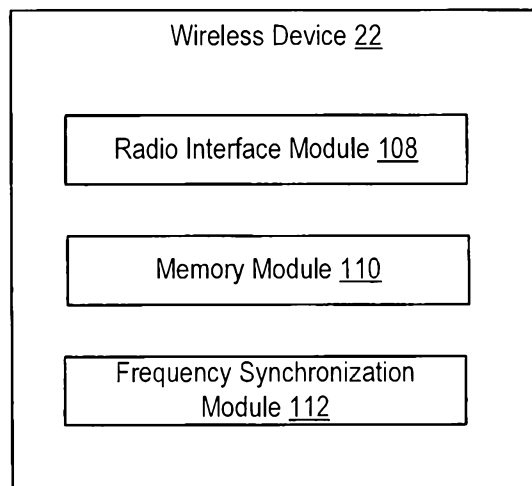 Wireless Device 22
Radio Interface Module 108
Memory Module 110
Frequency Synchronization
Module 112